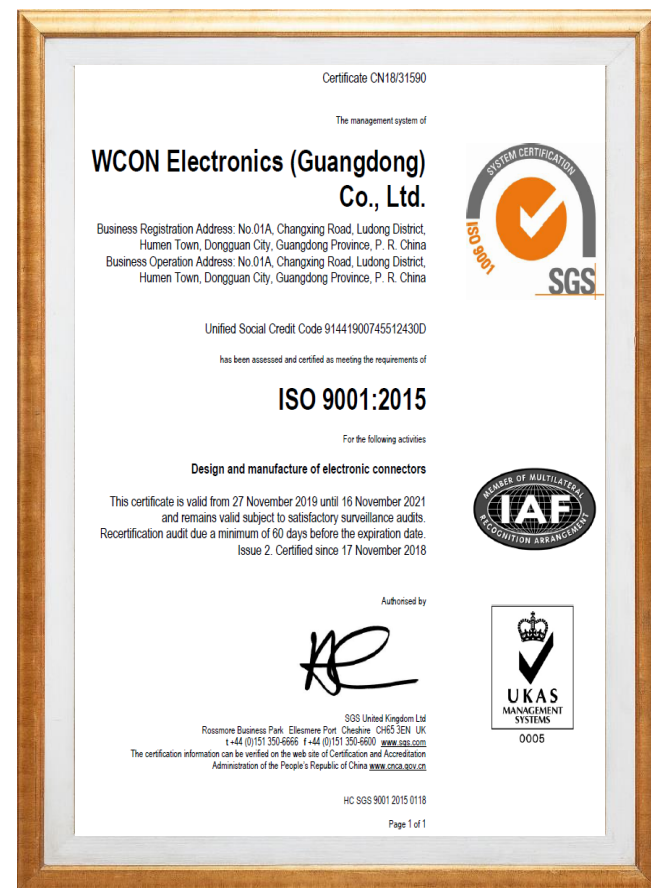 Certificate CN18/31590
The management system of
WCON Electronics (Guangdong)
Co., Ltd.
Business Registration Address: No.01A, Changxing Road, Ludong District,
Humen Town, Dongguan City, Guangdong Province, P. R. China
Business Operation Address: No.01A, Changxing Road, Ludong District,
Humen Town, Dongguan City, Guangdong Province, P. R. China
Unified Social Credit Code 91441900745512430D
has been assessed and certified as meeting the requirements of
ISO 9001:2015
For the following activities
Design and manufacture of electronic connectors
This certificate is valid from 27 November 2019 until 16 November 2021
and remains valid subject to satisfactory surveillance audits.
Recertification audit due a minimum of 60 days before the expiration date.
Issue 2. Certified since 17 November 2018
Authorised by
SGS United Kingdom Ltd
Rossmore Business Park Ellesmere Port Cheshire CH65 3EN UK
t +44 (0)151 350-6666 f +44 (0)151 350-6600 www.sgs.com
The certification information can be verified on the web site of Certification and Accreditation
Administration of the People's Republic of China www.cnca.gov.cn
HC SGS 9001 2015 0118
Page 1 of 1
SYSTEM CERTIFICATION
ISO 9001
SGS
MEMBER OF MULTILATERAL
IAF
RECOGNITION ARRANGEMENT
UKAS
MANAGEMENT
SYSTEMS
0005